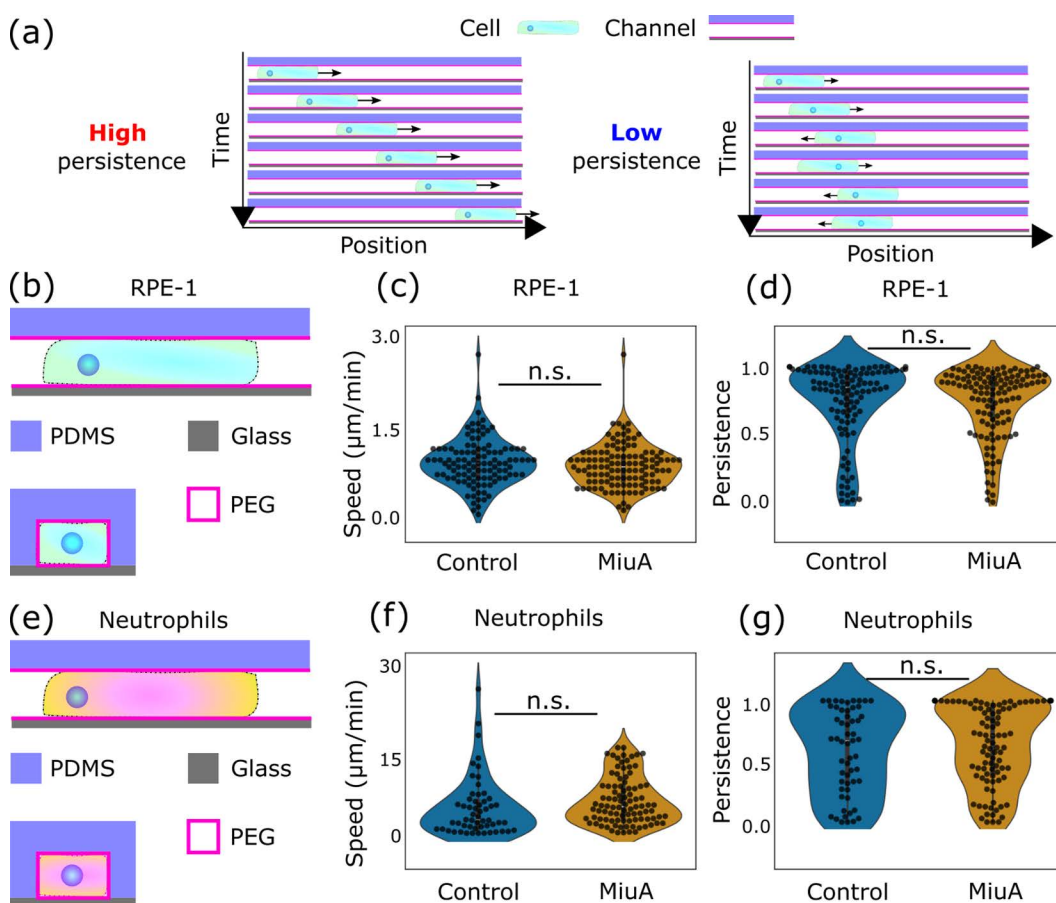 (a)
Cell
Channel
High
persistence
Time
Position
Low
persistence
Time
Position
(b)
RPE-1
PDMS
Glass
PEG
(c)
RPE-1
Speed (μm/min)
3.0
1.5
0.0
n.s.
Control
MiuA
(d)
RPE-1
Persistence
1.0
0.5
0.0
n.s.
Control
MiuA
(e)
Neutrophils
PDMS
Glass
PEG
(f)
Neutrophils
Speed (μm/min)
30
15
0
n.s.
Control
MiuA
(g)
Neutrophils
Persistence
1.0
0.5
0.0
n.s.
Control
MiuA